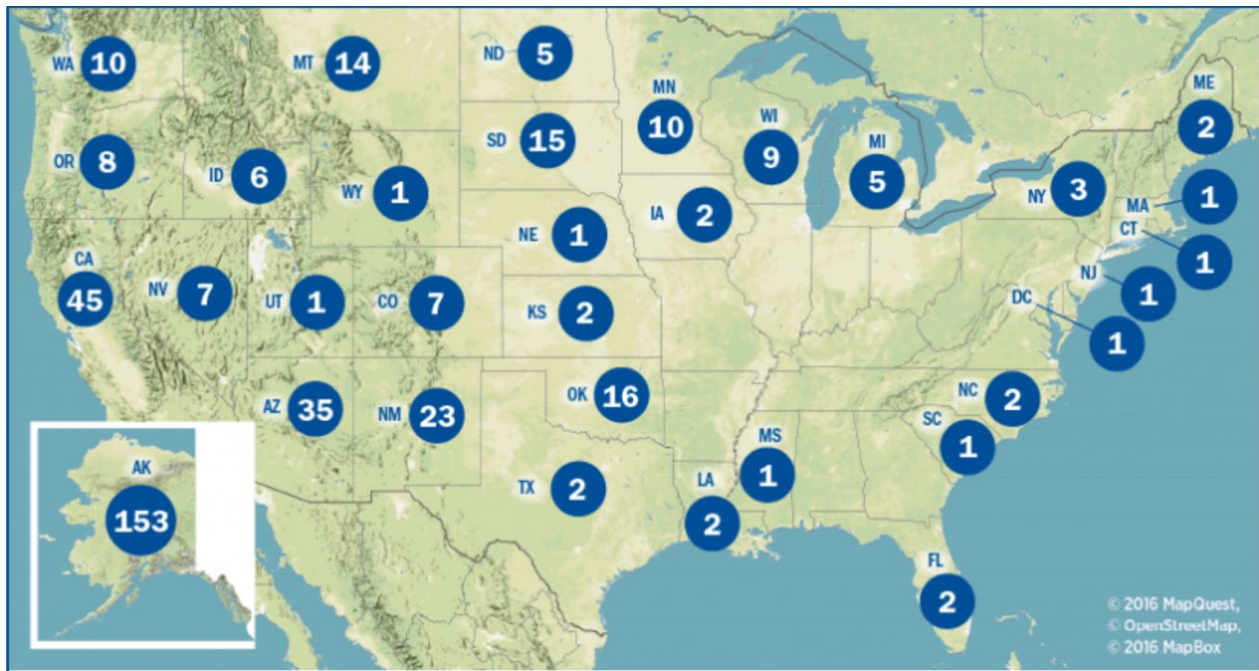 WA 10
MT 14
ND 5
MN
10
ME
2
OR 8
ID 6
WY 1
SD 15
WI
9
MI
5
NY 3
MA 1
CT
1
NE 1
IA 2
CA
45
NV 7
UT 1
CO 7
KS 2
NJ
1
DC
1
AZ 35
NM 23
OK 16
NC 2
SC
1
MS
1
TX 2
LA
2
AK
153
FL
2
© 2016 MapQuest,
© OpenStreetMap,
© 2016 MapBox